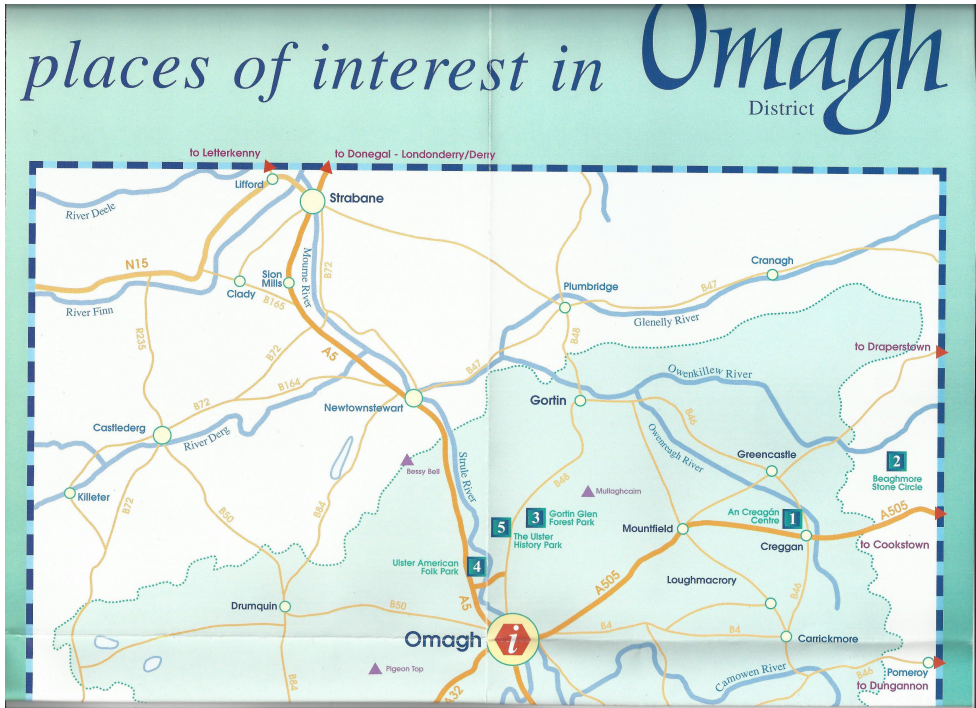 places of interest in Omagh
District
to Letterkenny
to Donegal - Londonderry/Derry
Lifford
Strabane
River Deele
N15
Sion
Mills
Mourne River
B72
Cranagh
Clady
B165
Plumbridge
B47
River Finn
Glenelly River
R235
B48
A5
B72
to Draperstown
B47
Owenkillew River
B164
B72
Newtownstewart
Gortin
Castlederg
River Derg
B46
Owenreagh River
Greencastle
Bessy Bell
Strule River
2
Beaghmore
Stone Circle
Killeter
B48
Mullaghcairn
B72
B50
B84
3
Gortin Glen
Forest Park
An Creagán
Centre
1
A505
5
The Ulster
History Park
Mountfield
Creggan
to Cookstown
Ulster American
Folk Park
4
A505
Loughmacrory
B46
Drumquin
B50
A5
Omagh
i
B4
B4
Carrickmore
Pigeon Top
Camowen River
B46
Pomeroy
to Dungannon
B84
A32